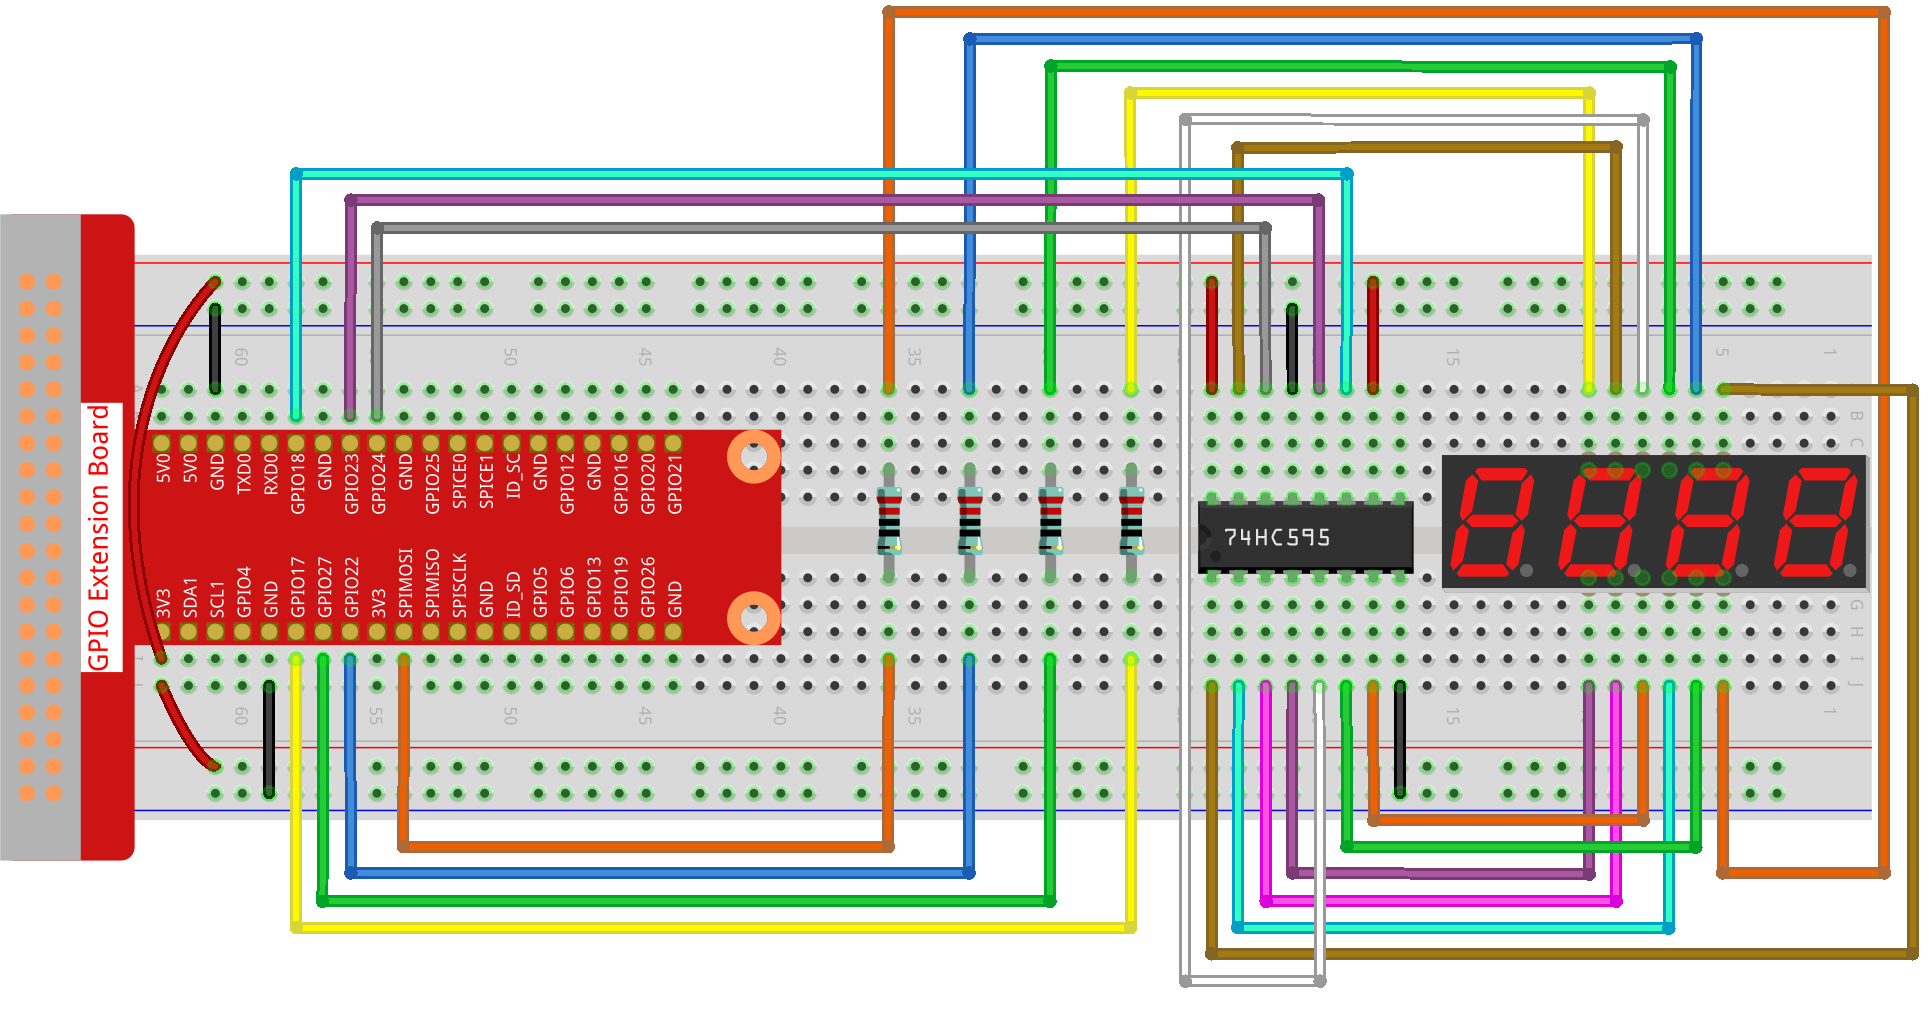 GPIO Extension Board
5V0
5V0
GND
TXD0
RXD0
GPIO18
GND
GPIO23
GPIO24
GND
GPIO25
SPICE0
SPICE1
ID_SC
GND
GPIO12
GND
GPIO16
GPIO20
GPIO21
3V3
SDA1
SCL1
GPIO4
GND
GPIO17
GPIO27
GPIO22
3V3
SPIMOSI
SPIMISO
SPISCLK
GND
ID_SD
GPIO5
GPIO6
GPIO13
GPIO19
GPIO26
GND
60
50
45
40
35
15
5
1
B
C
74HC595
G
H
I
J
60
55
50
45
40
35
15
5
1